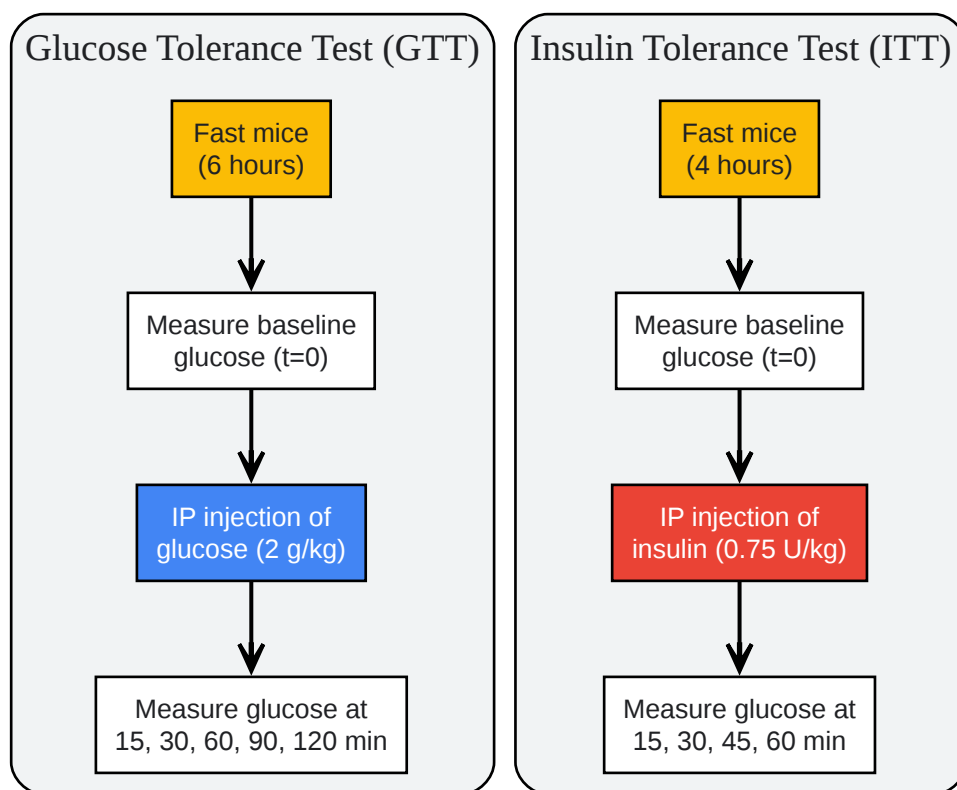 Glucose Tolerance Test (GTT)
Fast mice
(6 hours)
Measure baseline
glucose (t=0)
IP injection of
glucose (2 g/kg)
Measure glucose at
15, 30, 60, 90, 120 min
Insulin Tolerance Test (ITT)
Fast mice
(4 hours)
Measure baseline
glucose (t=0)
IP injection of
insulin (0.75 U/kg)
Measure glucose at
15, 30, 45, 60 min